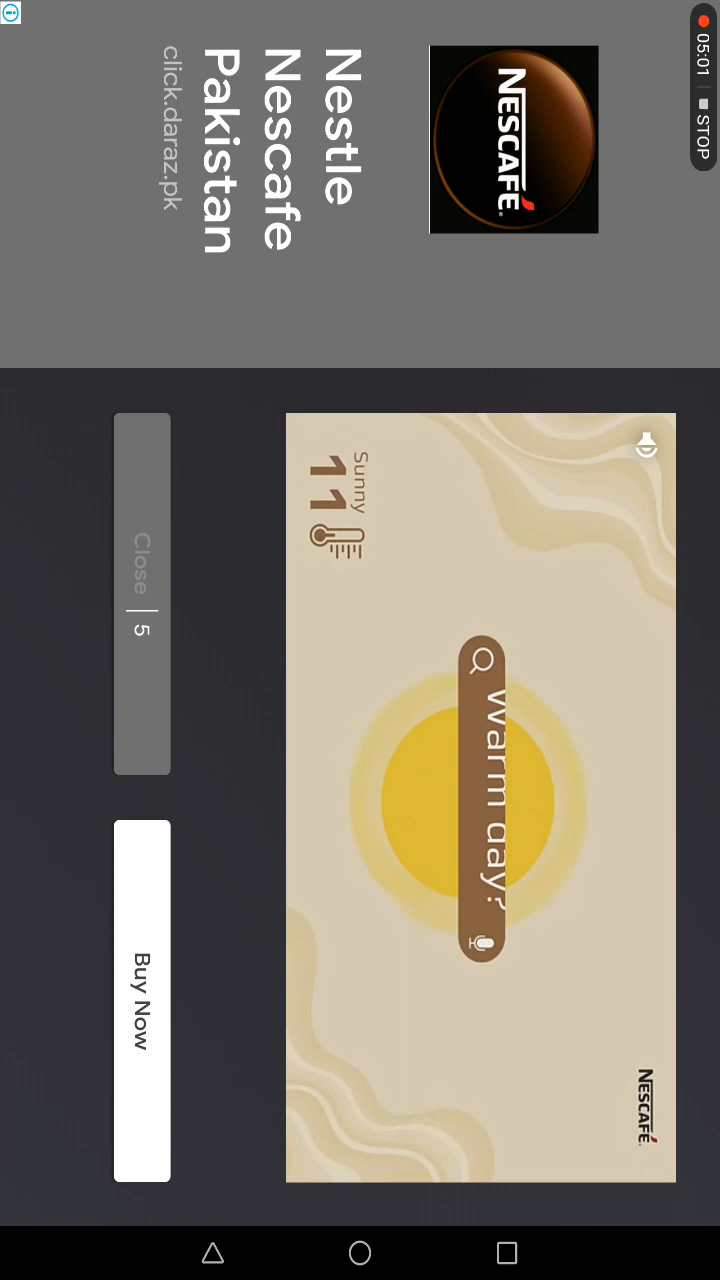 05:01 STOP
NESCAFÉ
Nestle
Nescafe
Pakistan
click.daraz.pk
NESCAFÉ
Warm day?
Sunny
11
Close | 5
Buy Now